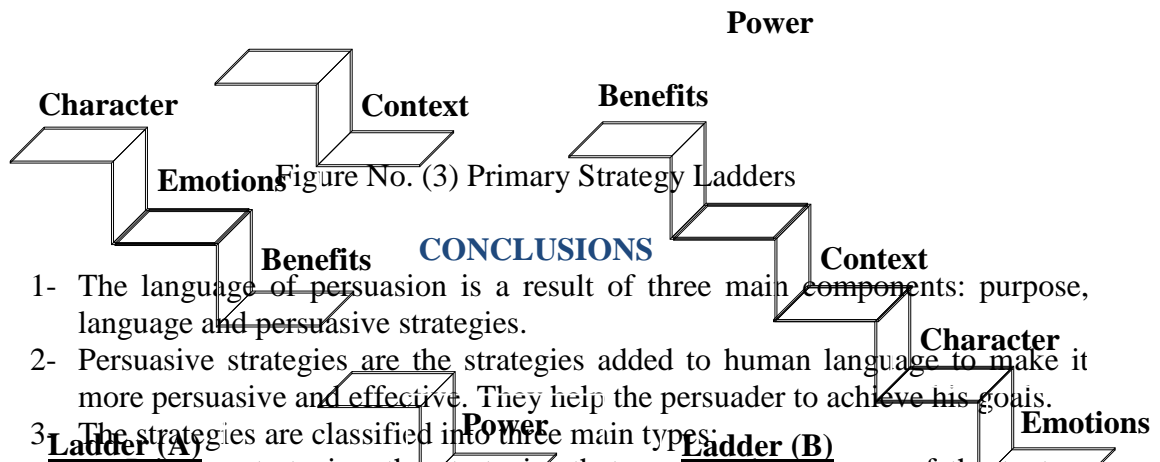 Power
Character
Context
Benefits
Emotions
Figure No. (3) Primary Strategy Ladders
CONCLUSIONS
Benefits
Context
1- The language of persuasion is a result of three main components: purpose,
language and persuasive strategies.
Character
2- Persuasive strategies are the strategies added to human language to make it
more persuasive and effective. They help the persuader to achieve his goals.
Power
Emotions
3- The strategies are classified into three main types:
Ladder (A)
Ladder (B)